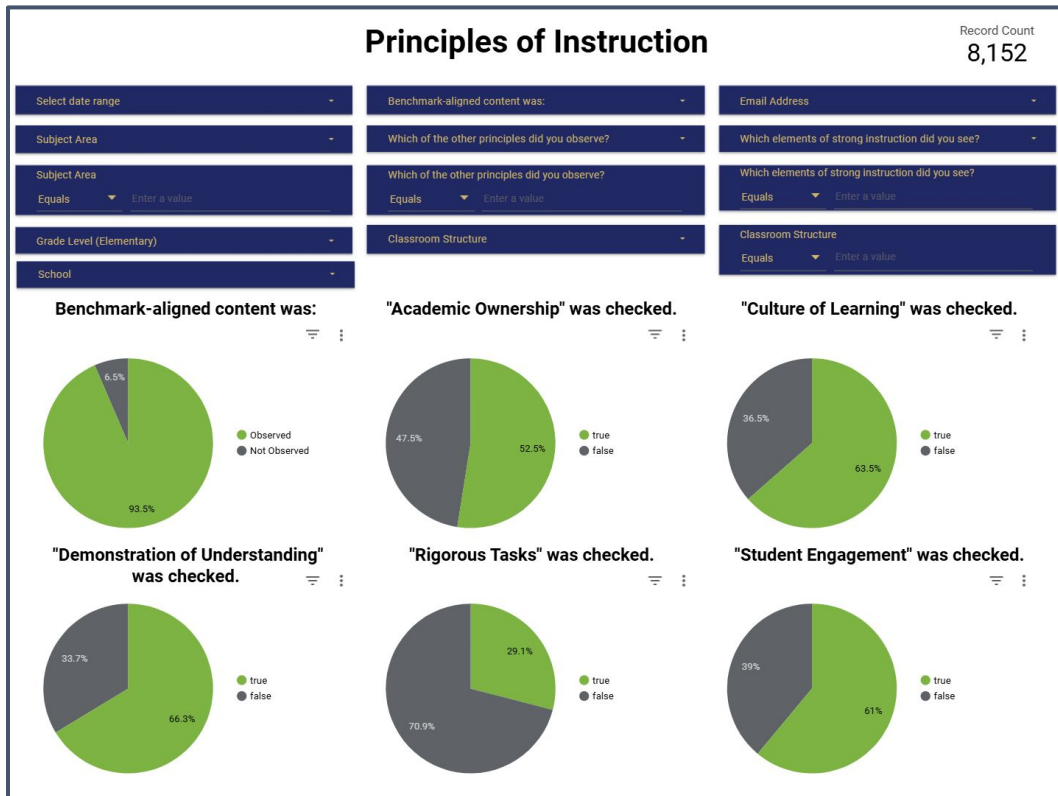 Principles of Instruction
Record Count
8,152
Select date range
Benchmark-aligned content was:
Email Address
Subject Area
Which of the other principles did you observe?
Which elements of strong instruction did you see?
Subject Area
Equals
Enter a value
Which of the other principles did you observe?
Equals
Enter a value
Which elements of strong instruction did you see?
Equals
Enter a value
Grade Level (Elementary)
Classroom Structure
Classroom Structure
Equals
Enter a value
School
Benchmark-aligned content was:
6.5%
93.5%
Observed
Not Observed
"Academic Ownership" was checked.
47.5%
52.5%
true
false
"Culture of Learning" was checked.
36.5%
63.5%
true
false
"Demonstration of Understanding"
was checked.
33.7%
66.3%
true
false
"Rigorous Tasks" was checked.
29.1%
70.9%
true
false
"Student Engagement" was checked.
39%
61%
true
false